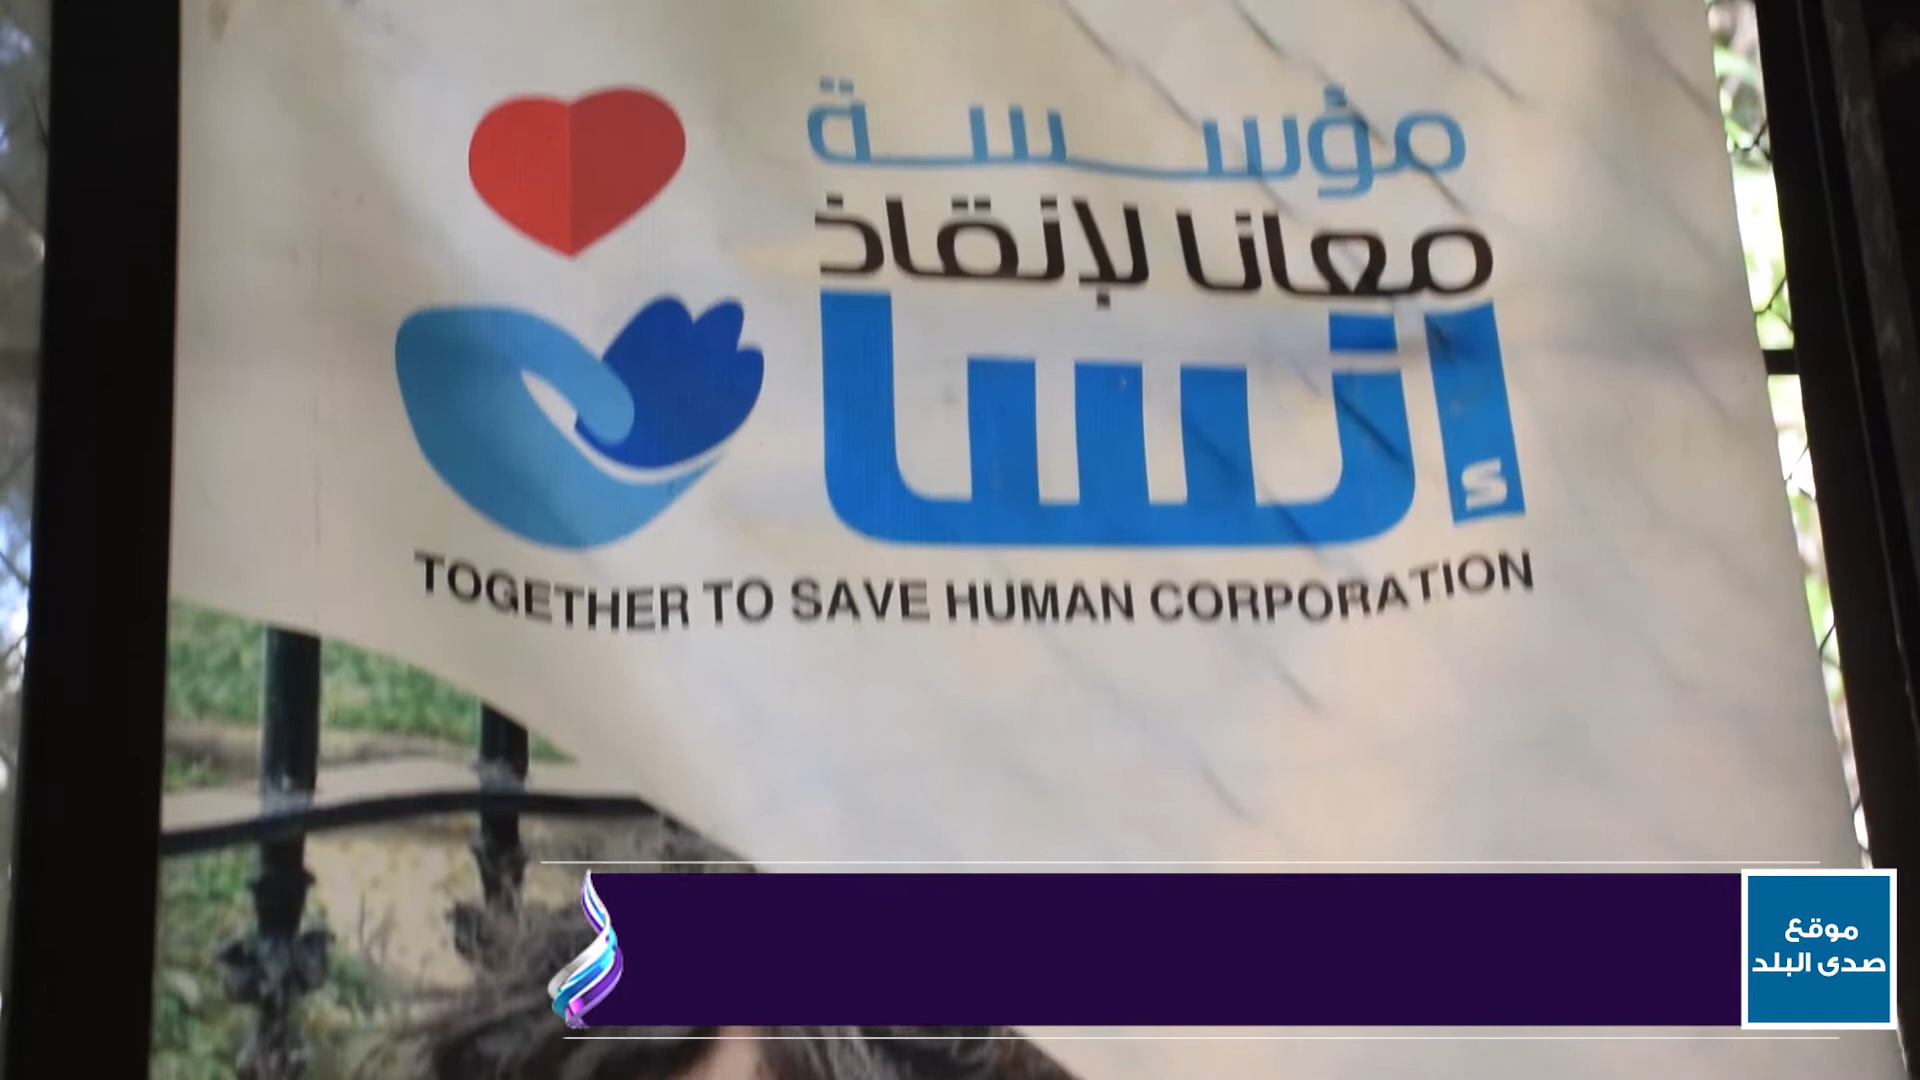 مؤسسة
معانا لإنقاذ
إنسان
TOGETHER TO SAVE HUMAN CORPORATION
موقع
صدى البلد